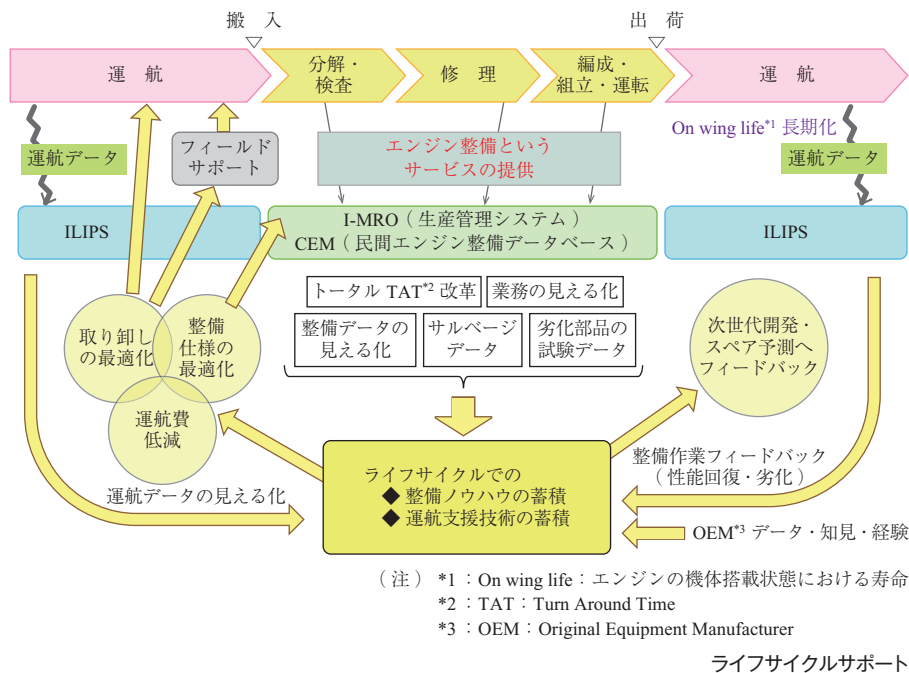 搬 入
出 荷
運 航
分解・
検査
修 理
編成・
組立・運転
運 航
On wing life*1 長期化
運航データ
フィールド
サポート
エンジン整備という
サービスの提供
運航データ
ILIPS
I-MRO（生産管理システム）
CEM（民間エンジン整備データベース）
ILIPS
トータル TAT*2 改革
業務の見える化
整備データの
見える化
サルベージ
データ
劣化部品の
試験データ
取り卸し
の最適化
整備
仕様の
最適化
運航費
低減
次世代開発・
スペア予測へ
フィードバック
運航データの見える化
ライフサイクルでの
◆ 整備ノウハウの蓄積
◆ 運航支援技術の蓄積
整備作業フィードバック
（性能回復・劣化）
OEM*3 データ・知見・経験
（注） *1：On wing life：エンジンの機体搭載状態における寿命
*2：TAT：Turn Around Time
*3：OEM：Original Equipment Manufacturer
ライフサイクルサポート